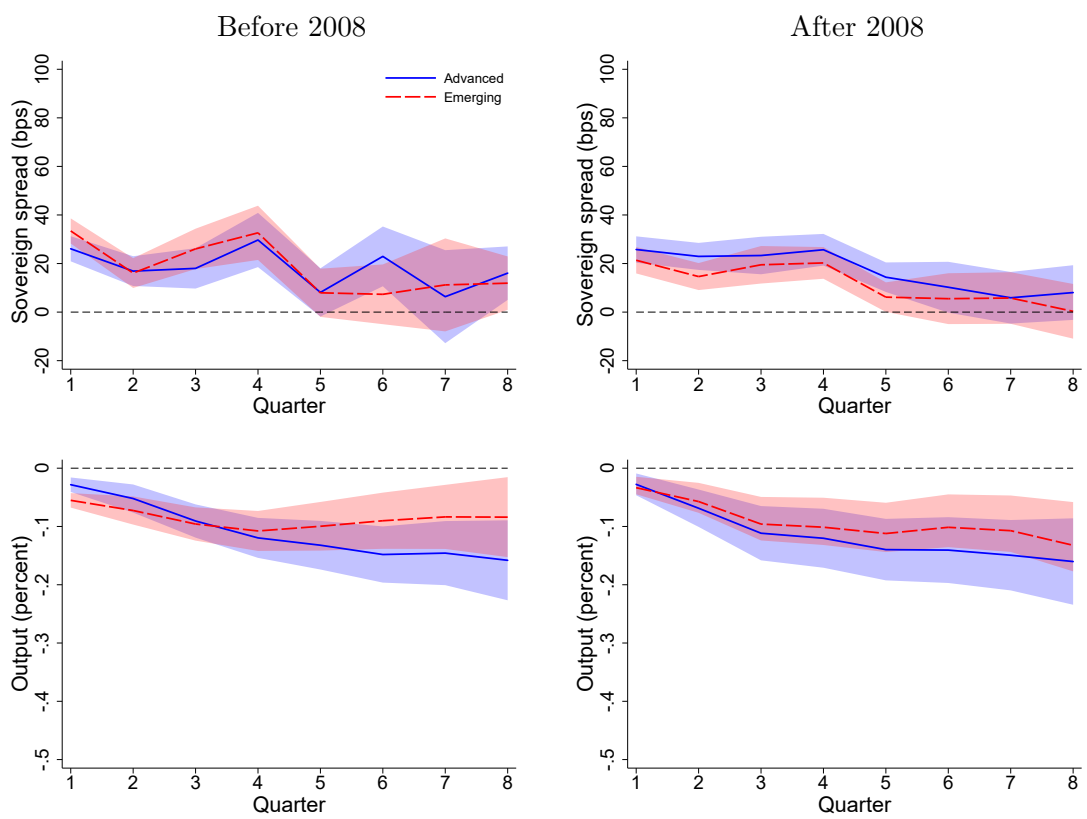 Before 2008
After 2008
Sovereign spread (bps)
100
80
60
40
20
0
-20
Advanced
Emerging
1 2 3 4 5 6 7 8
Quarter
Sovereign spread (bps)
100
80
60
40
20
0
-20
1 2 3 4 5 6 7 8
Quarter
Output (percent)
0
-.1
-.2
-.3
-.4
-.5
1 2 3 4 5 6 7 8
Quarter
Output (percent)
0
-.1
-.2
-.3
-.4
-.5
1 2 3 4 5 6 7 8
Quarter